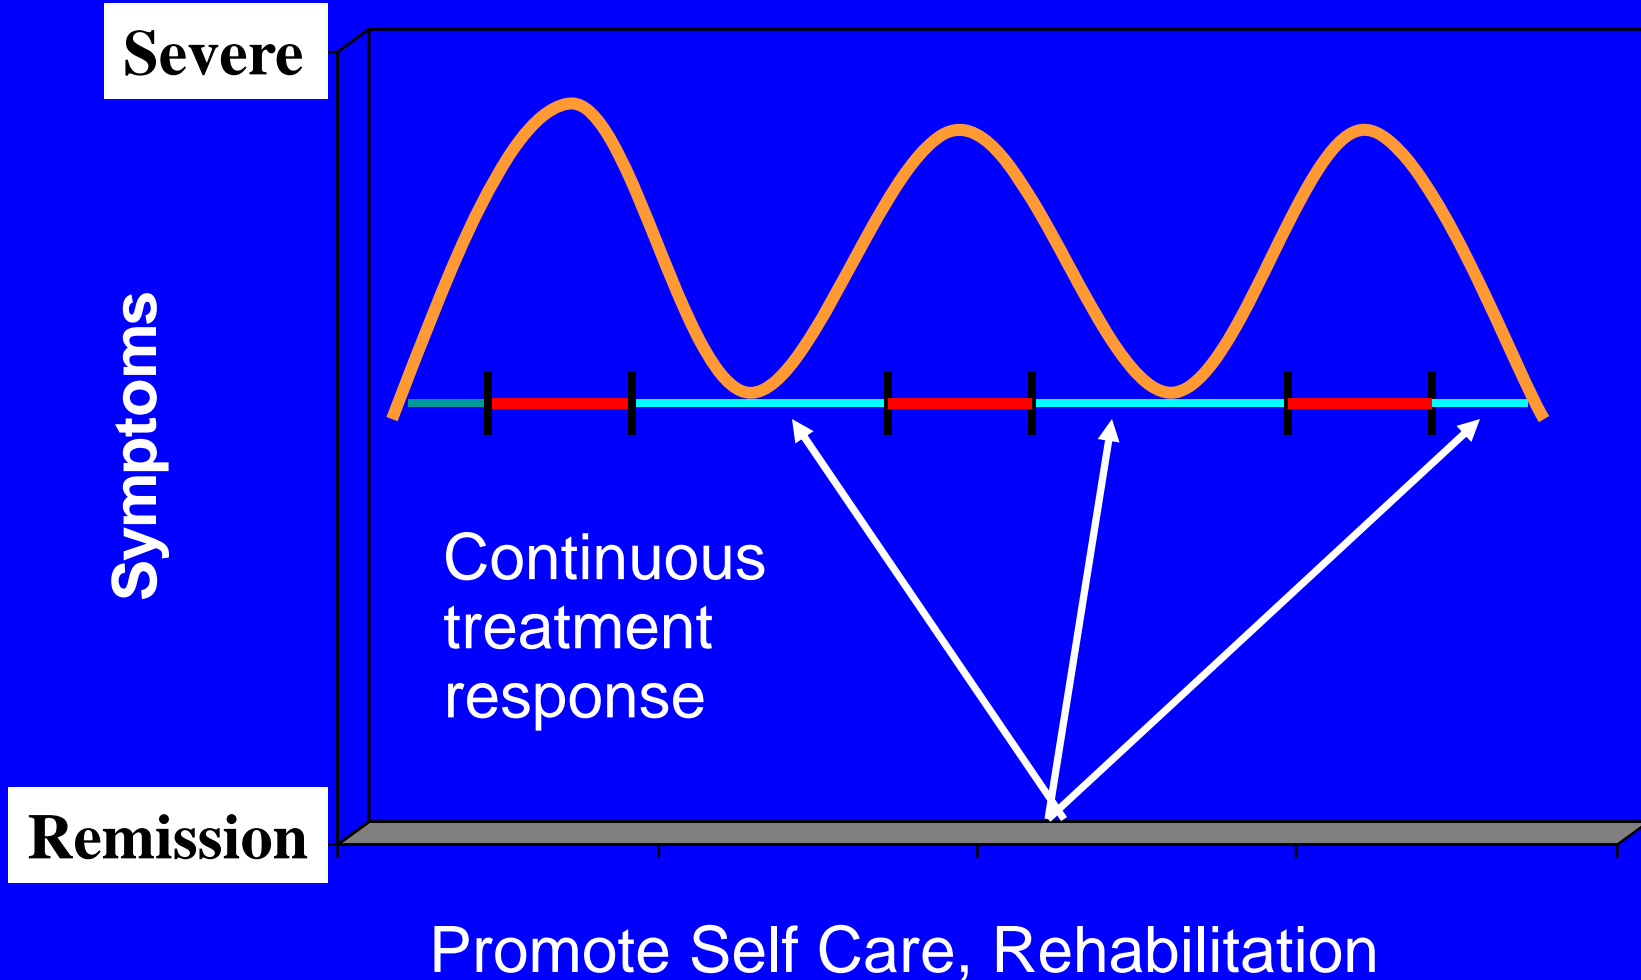 Severe
Symptoms
Continuous
treatment
response
Remission
Promote Self Care, Rehabilitation